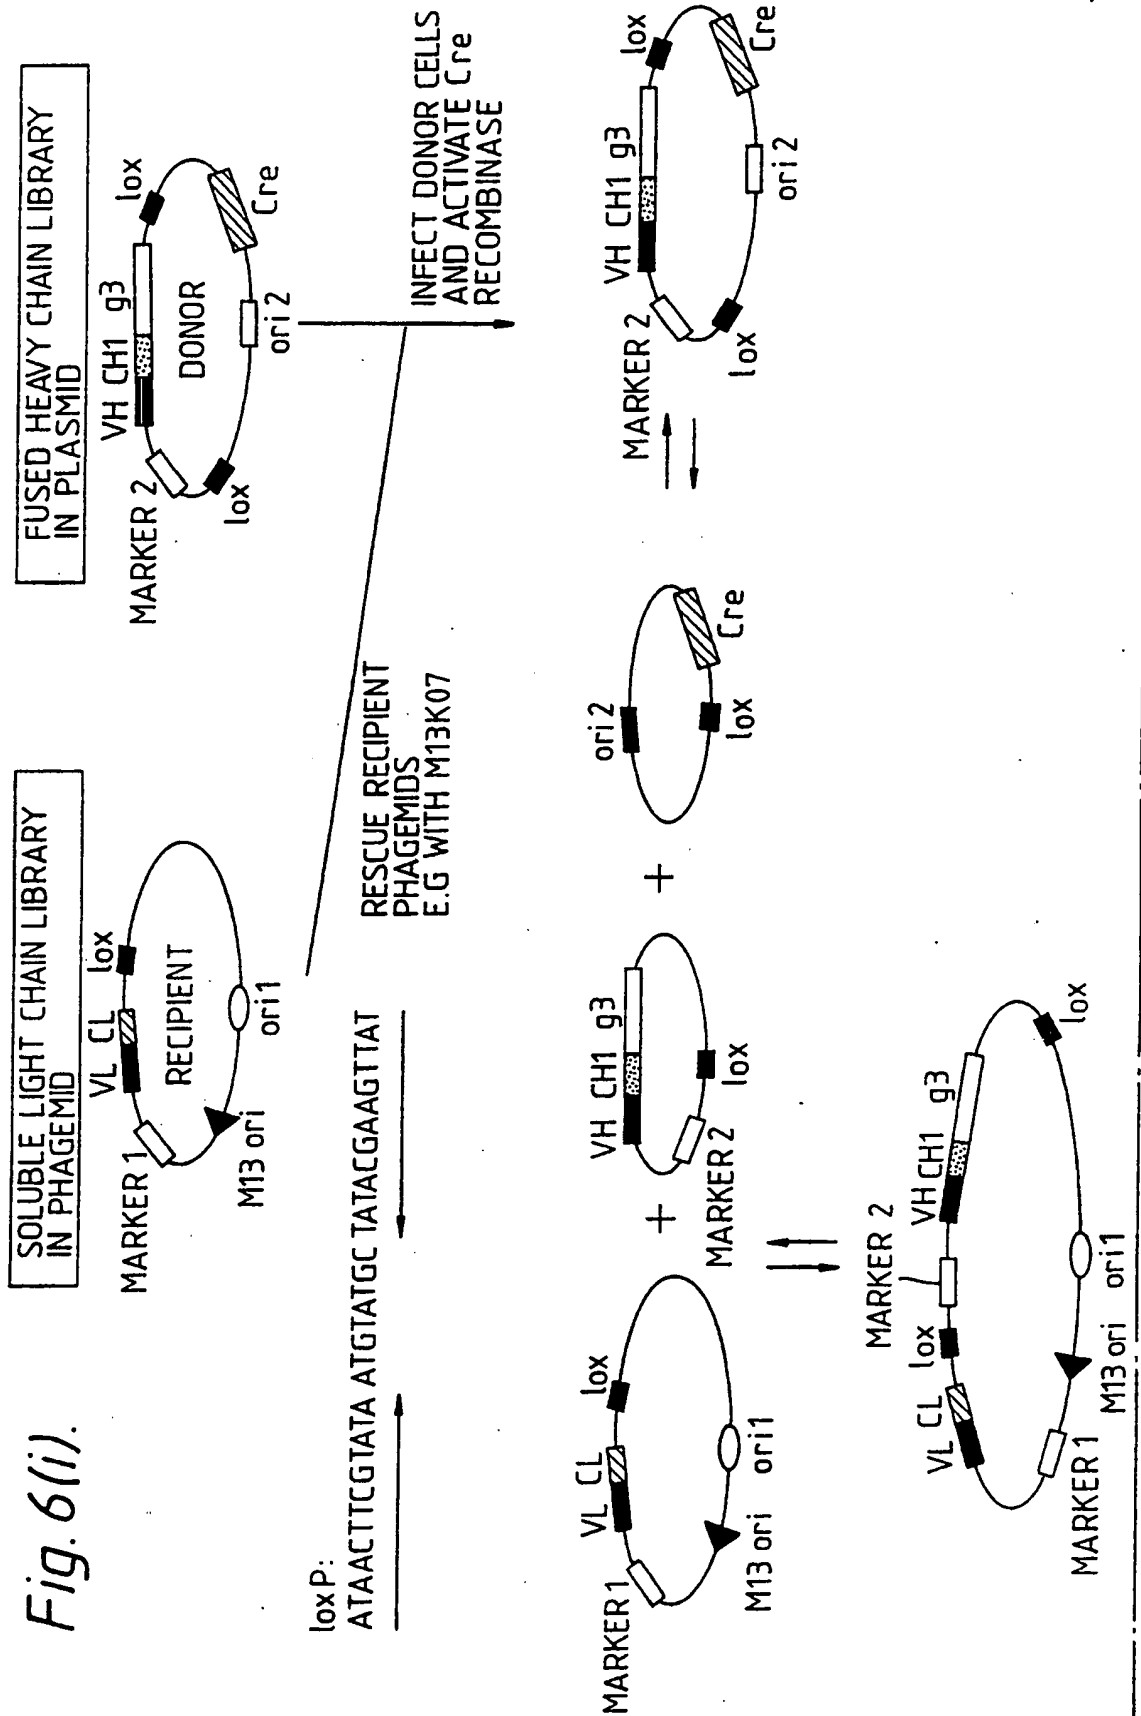 Fig. 6(i).
SOLUBLE LIGHT CHAIN LIBRARY
IN PHAGEMID
FUSED HEAVY CHAIN LIBRARY
IN PLASMID
MARKER 1
VL CL
lox
RECIPIENT
M13 ori
ori1
MARKER 2
VH CH1 g3
lox
DONOR
lox
ori 2
Cre
loxP:
ATAACTTCGTATA ATGTATGC TATACGAAGTTAT
RESCUE RECIPIENT
PHAGEMIDS
E.G WITH M13K07
INFECT DONOR CELLS
AND ACTIVATE Cre
RECOMBINASE
MARKER 1
VL CL
lox
M13 ori
ori1
+
VH CH1 g3
MARKER 2
lox
+
ori 2
lox
Cre
MARKER 2
VH CH1 g3
lox
lox
ori 2
Cre
MARKER 1
VL CL
lox
MARKER 2
VH CH1 g3
lox
M13 ori
ori1